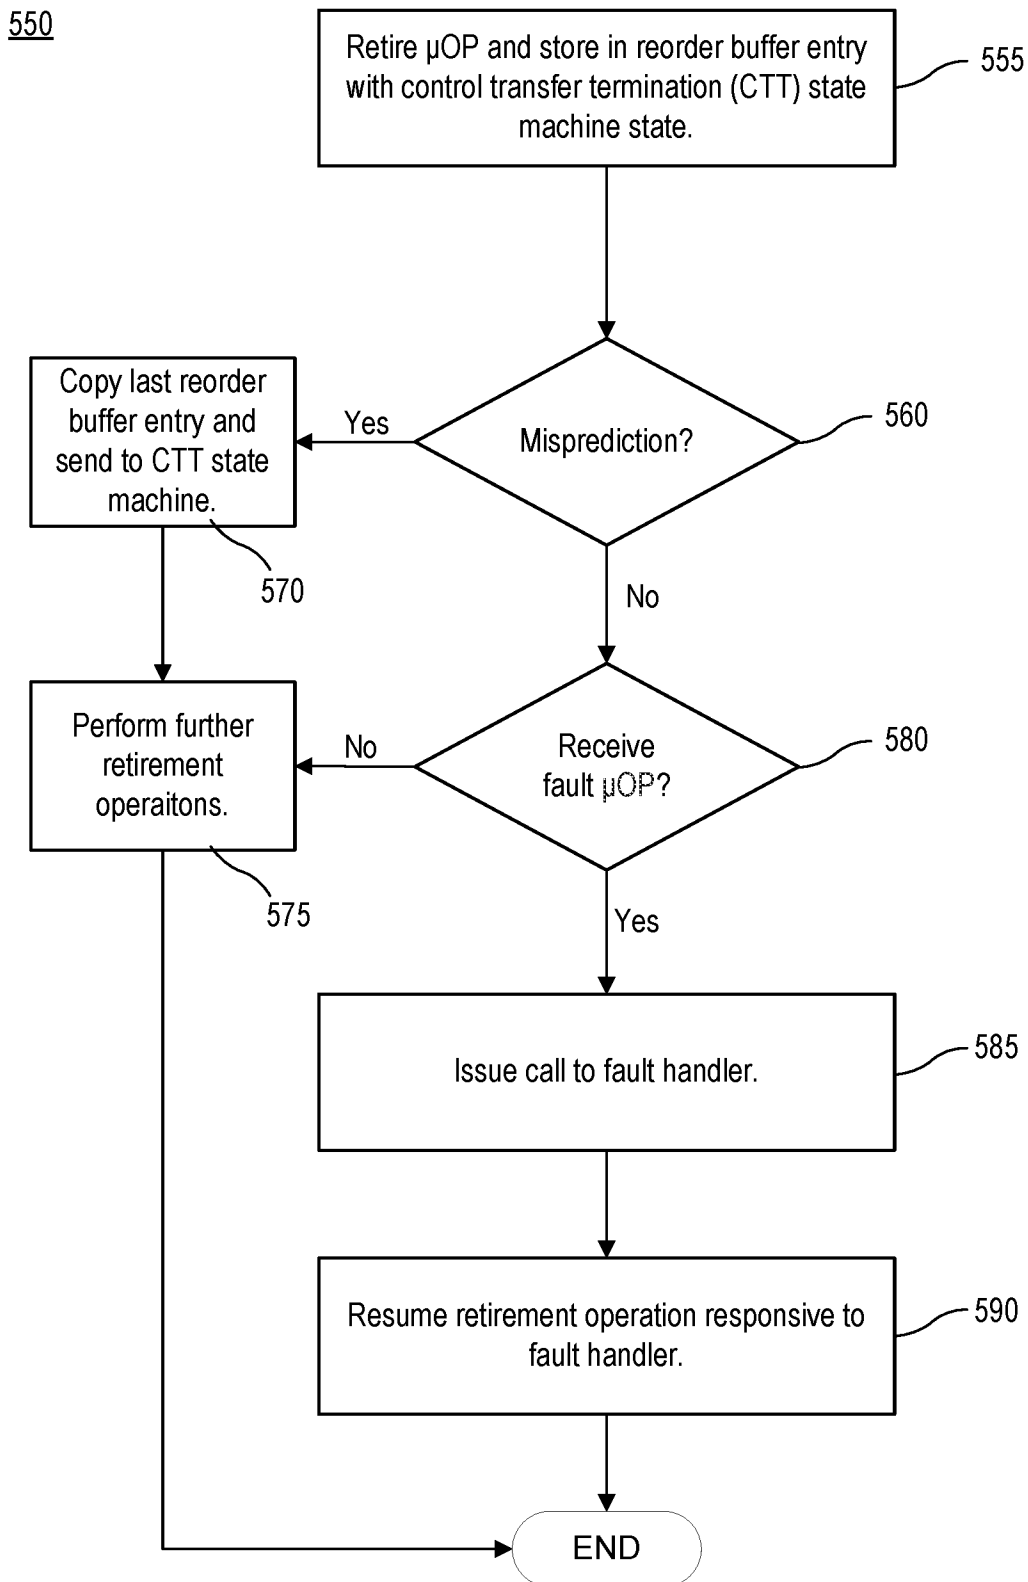 550
Retire µOP and store in reorder buffer entry
with control transfer termination (CTT) state
machine state.
555
Misprediction?
560
Yes
Copy last reorder
buffer entry and
send to CTT state
machine.
570
No
Receive
fault µOP?
580
No
Perform further
retirement
operaitons.
575
Yes
Issue call to fault handler.
585
Resume retirement operation responsive to
fault handler.
590
END